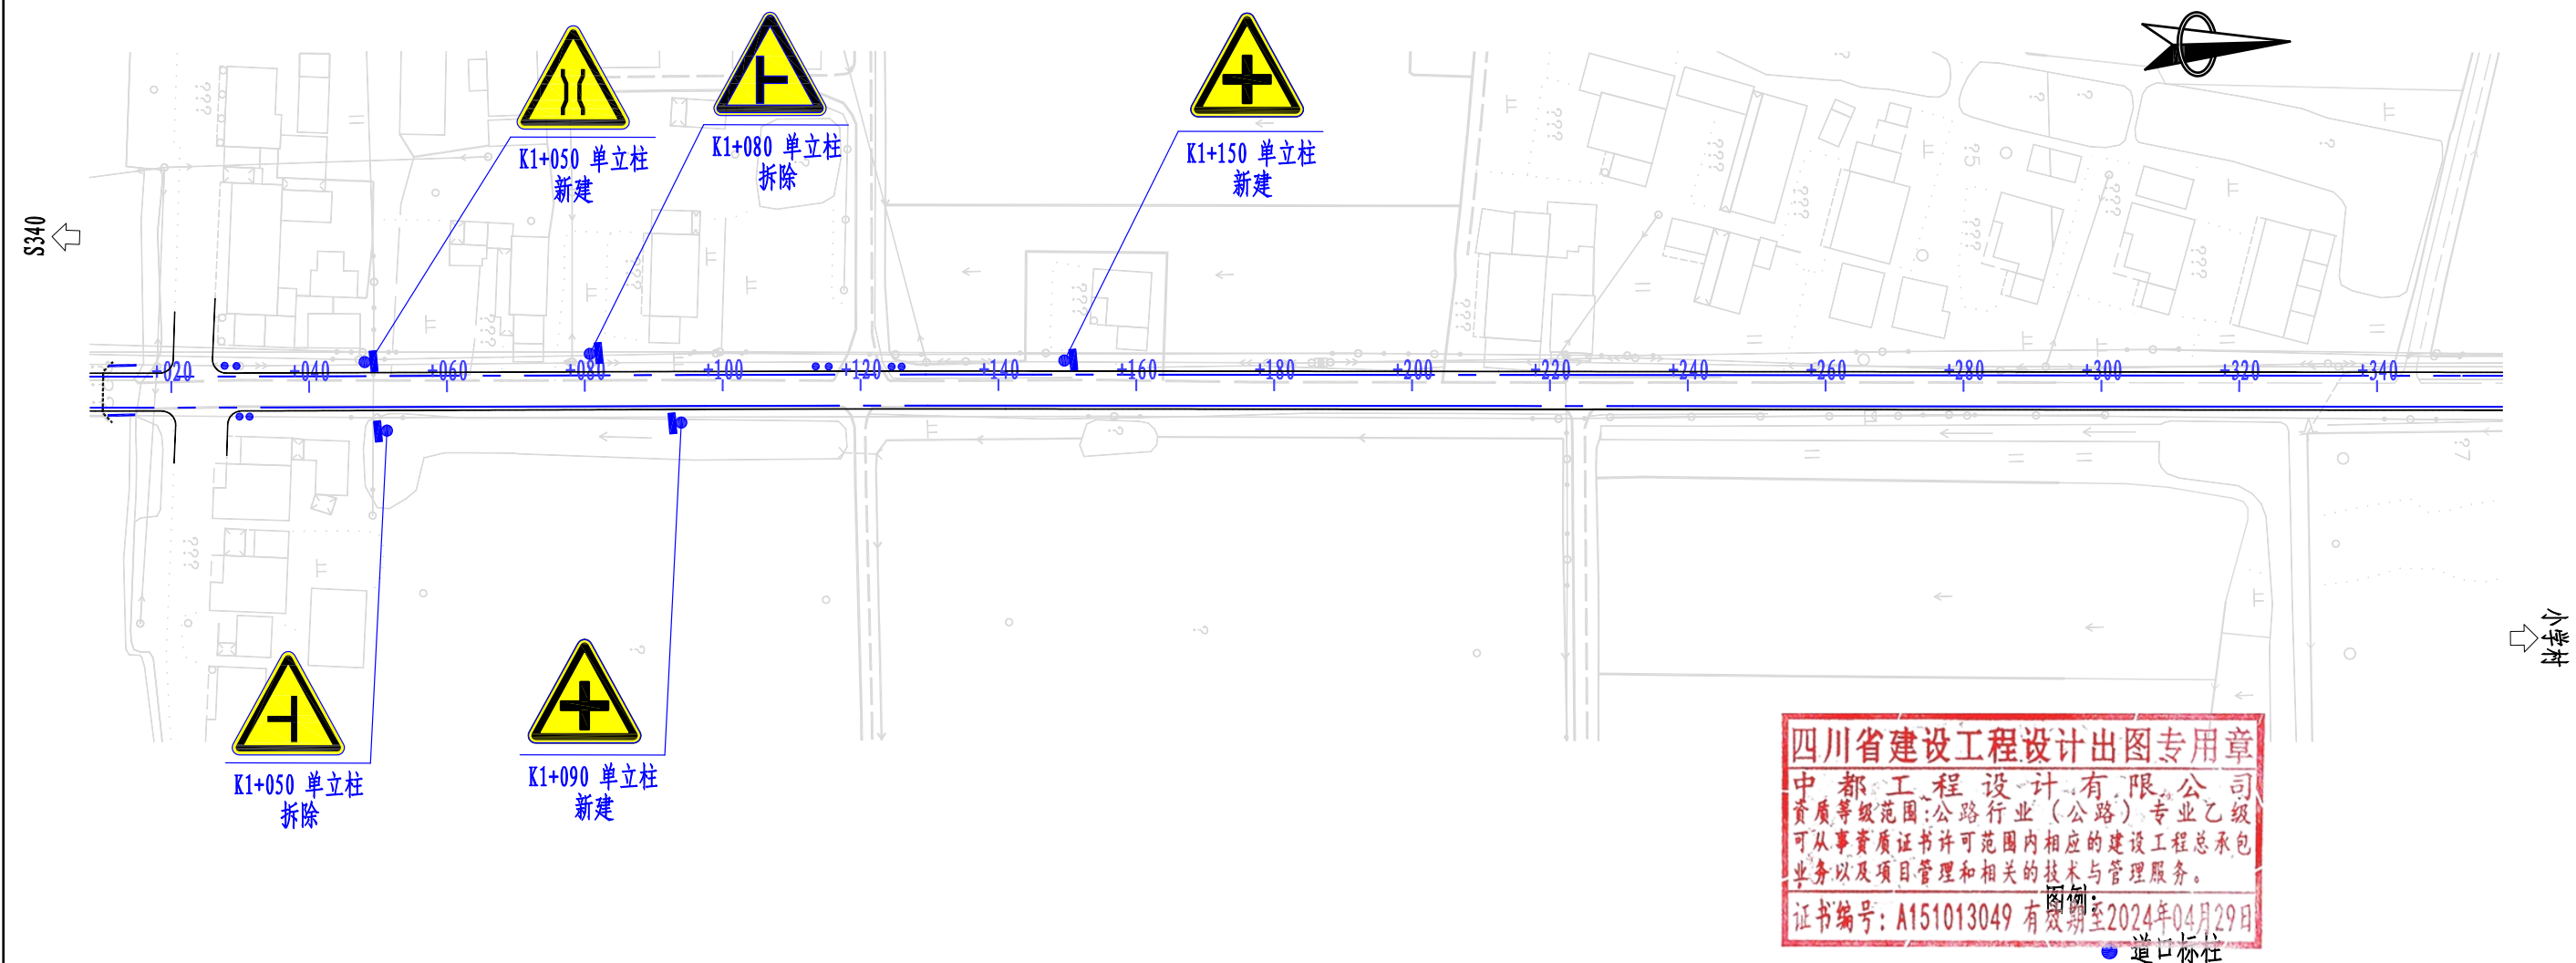 K1+050 单立柱
新建
K1+080 单立柱
拆除
K1+150 单立柱
新建
S340
+020
+040
+060
+080
+100
+120
+140
+160
+180
+200
+220
+240
+260
+280
+300
+320
+340
小学村
K1+050 单立柱
拆除
K1+090 单立柱
新建
四川省建设工程设计出图专用章
中都工程设计有限公司
资质等级范围:公路行业(公路)专业乙级
可从事资质证书许可范围内相应的建设工程总承包
业务以及项目管理和相关的技术与管理服务。
图例:
证书编号: A151013049 有效期至2024年04月29日
道口标柱